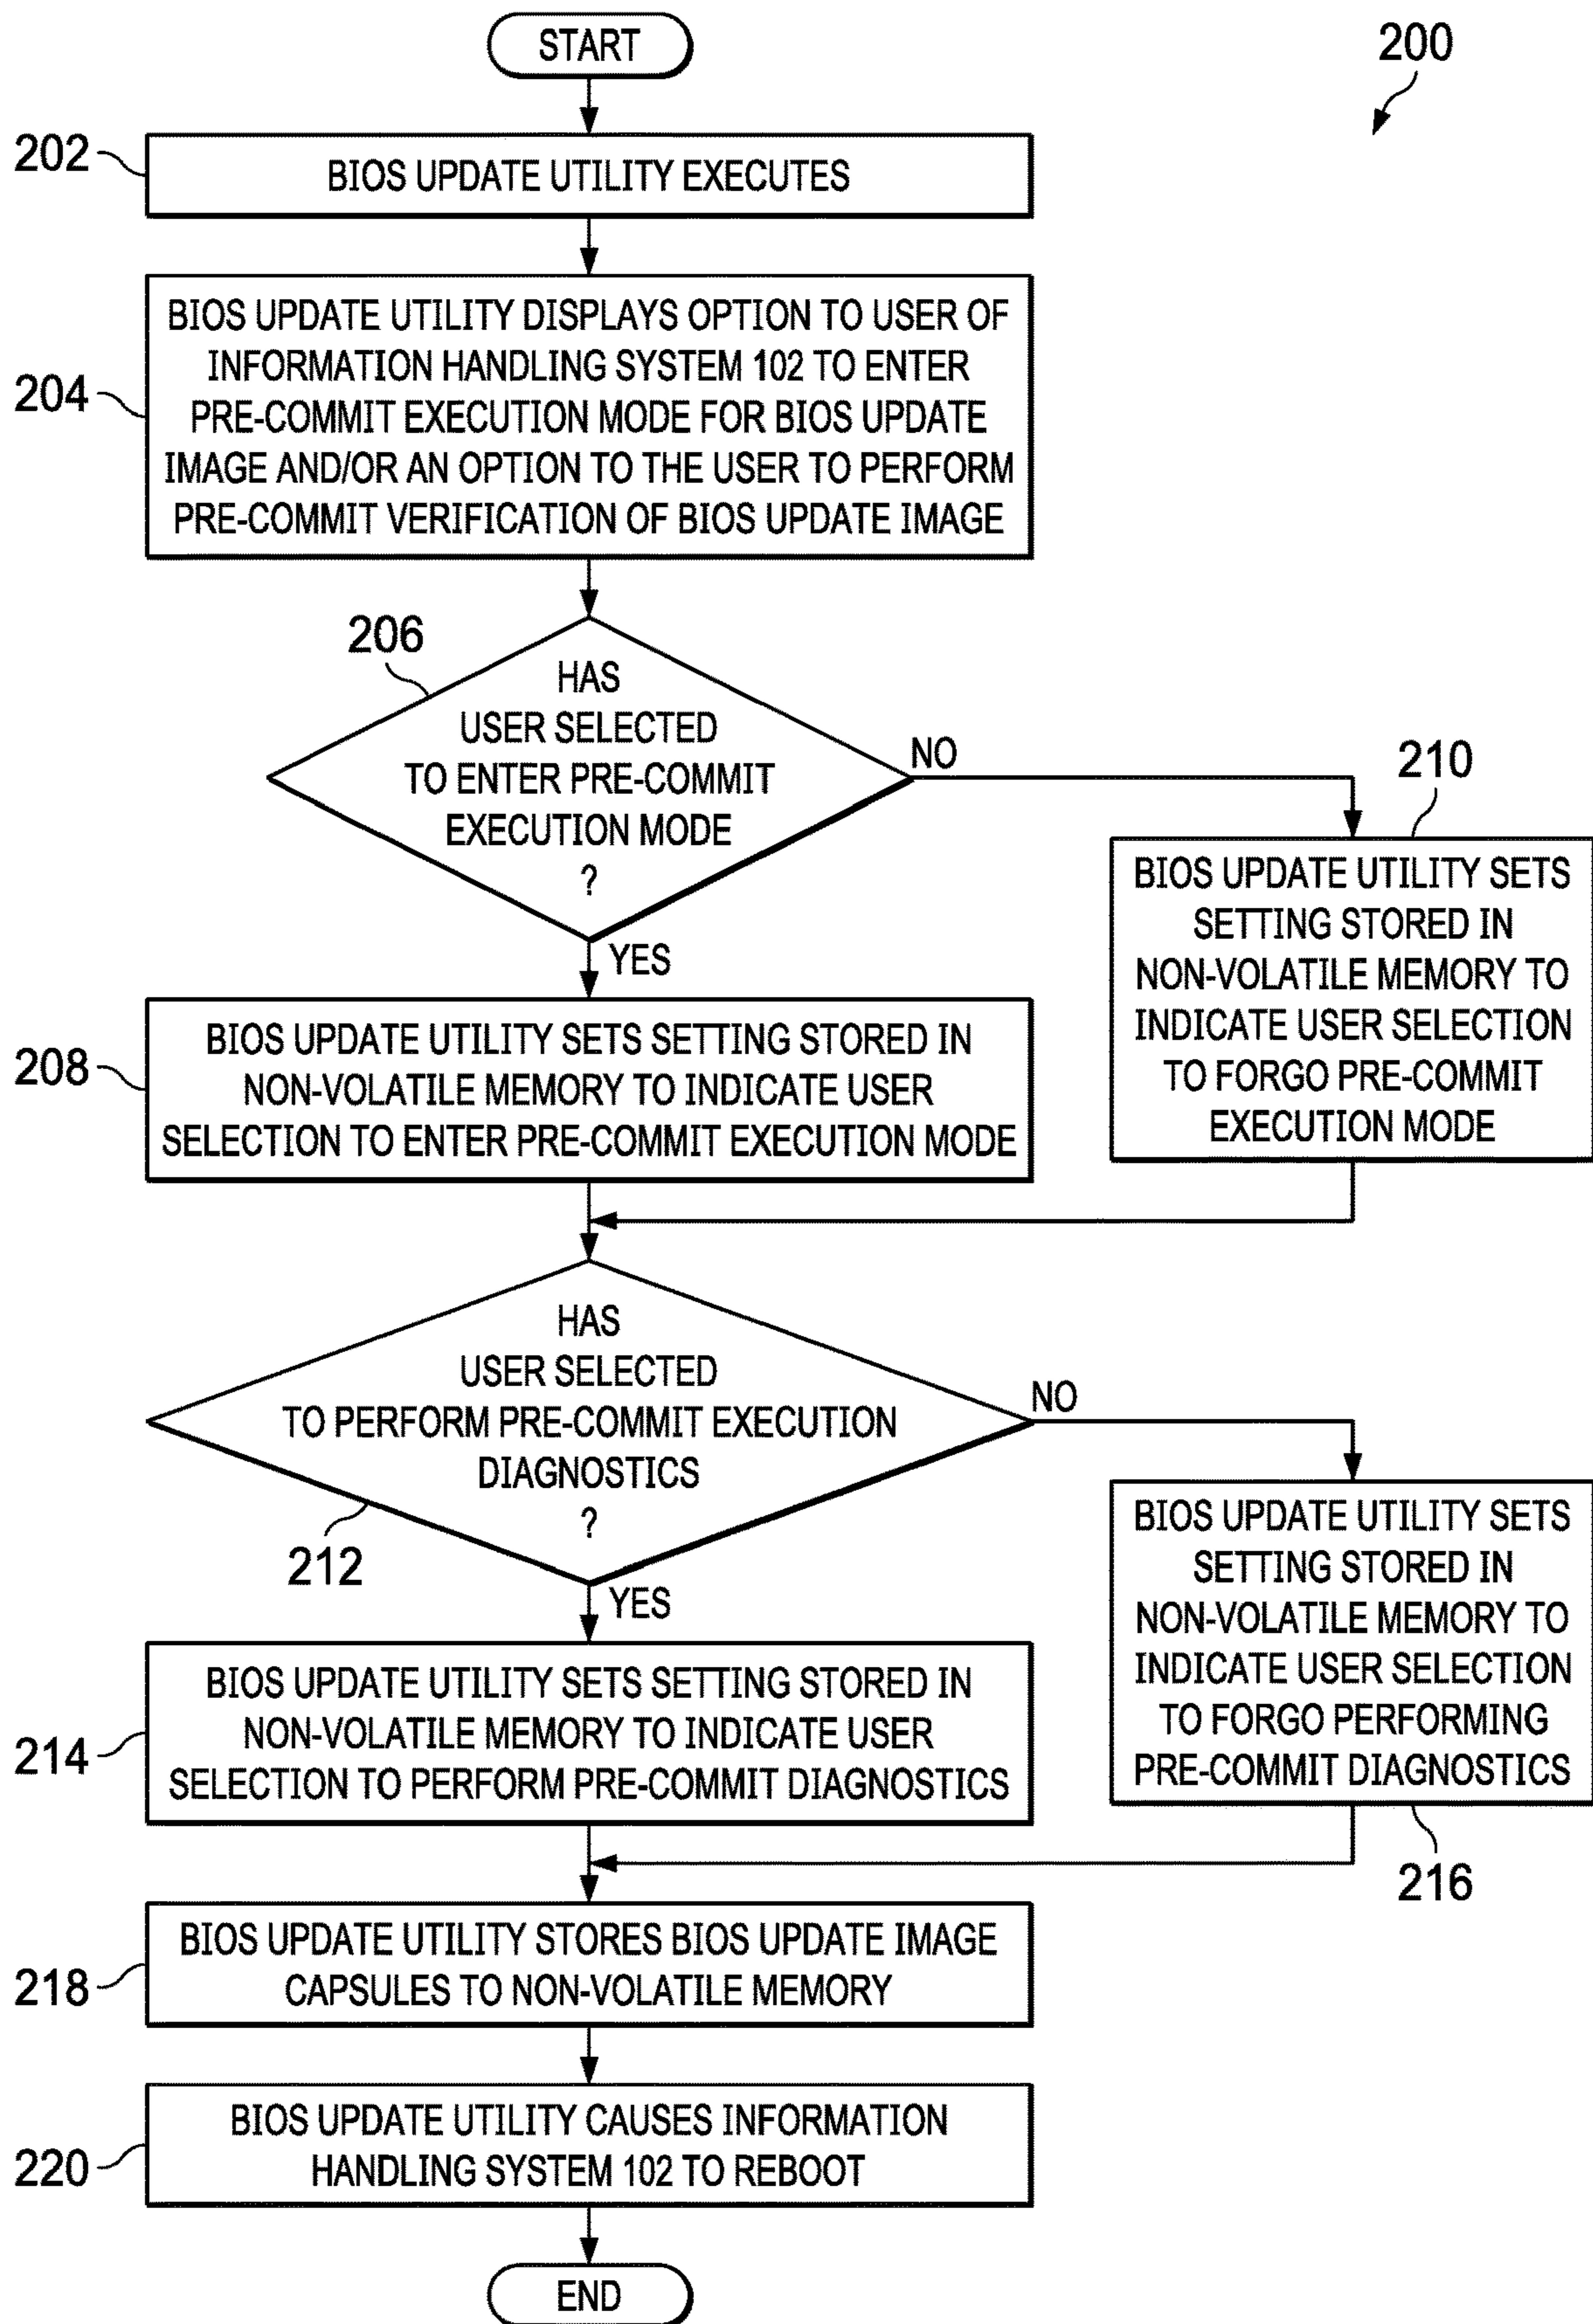 START
200
202
BIOS UPDATE UTILITY EXECUTES
204
BIOS UPDATE UTILITY DISPLAYS OPTION TO USER OF
INFORMATION HANDLING SYSTEM 102 TO ENTER
PRE-COMMIT EXECUTION MODE FOR BIOS UPDATE
IMAGE AND/OR AN OPTION TO THE USER TO PERFORM
PRE-COMMIT VERIFICATION OF BIOS UPDATE IMAGE
206
HAS
USER SELECTED
TO ENTER PRE-COMMIT
EXECUTION MODE
?
NO
YES
210
BIOS UPDATE UTILITY SETS
SETTING STORED IN
NON-VOLATILE MEMORY TO
INDICATE USER SELECTION
TO FORGO PRE-COMMIT
EXECUTION MODE
208
BIOS UPDATE UTILITY SETS SETTING STORED IN
NON-VOLATILE MEMORY TO INDICATE USER
SELECTION TO ENTER PRE-COMMIT EXECUTION MODE
HAS
USER SELECTED
TO PERFORM PRE-COMMIT EXECUTION
DIAGNOSTICS
?
212
NO
YES
BIOS UPDATE UTILITY SETS
SETTING STORED IN
NON-VOLATILE MEMORY TO
INDICATE USER SELECTION
TO FORGO PERFORMING
PRE-COMMIT DIAGNOSTICS
216
214
BIOS UPDATE UTILITY SETS SETTING STORED IN
NON-VOLATILE MEMORY TO INDICATE USER
SELECTION TO PERFORM PRE-COMMIT DIAGNOSTICS
218
BIOS UPDATE UTILITY STORES BIOS UPDATE IMAGE
CAPSULES TO NON-VOLATILE MEMORY
220
BIOS UPDATE UTILITY CAUSES INFORMATION
HANDLING SYSTEM 102 TO REBOOT
END